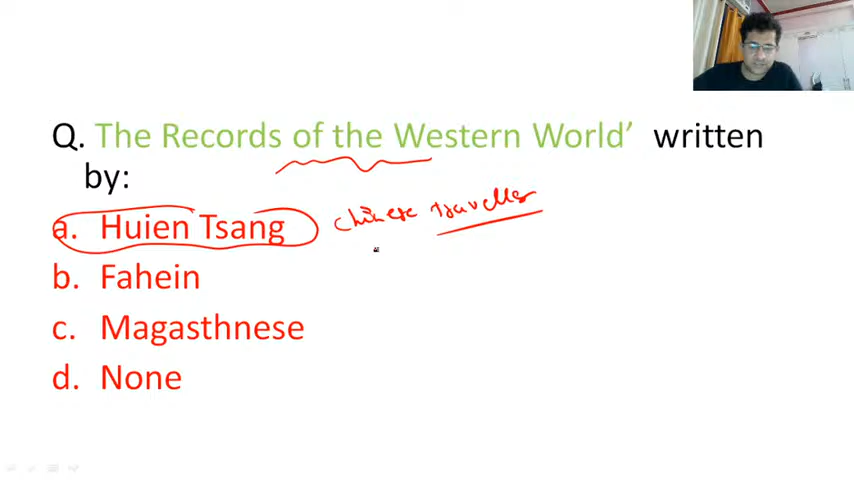 Q. The Records of the Western World’ written
by:
a. Huien Tsang
chinese Traveller
b. Fahein
c. Magasthnese
d. None